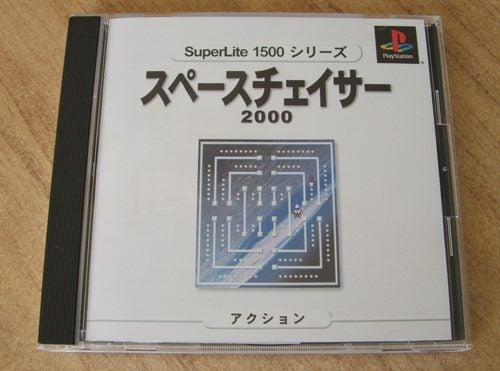 SuperLite 1500 シリーズ
PlayStation
スペースチェイサー
2000
アクション